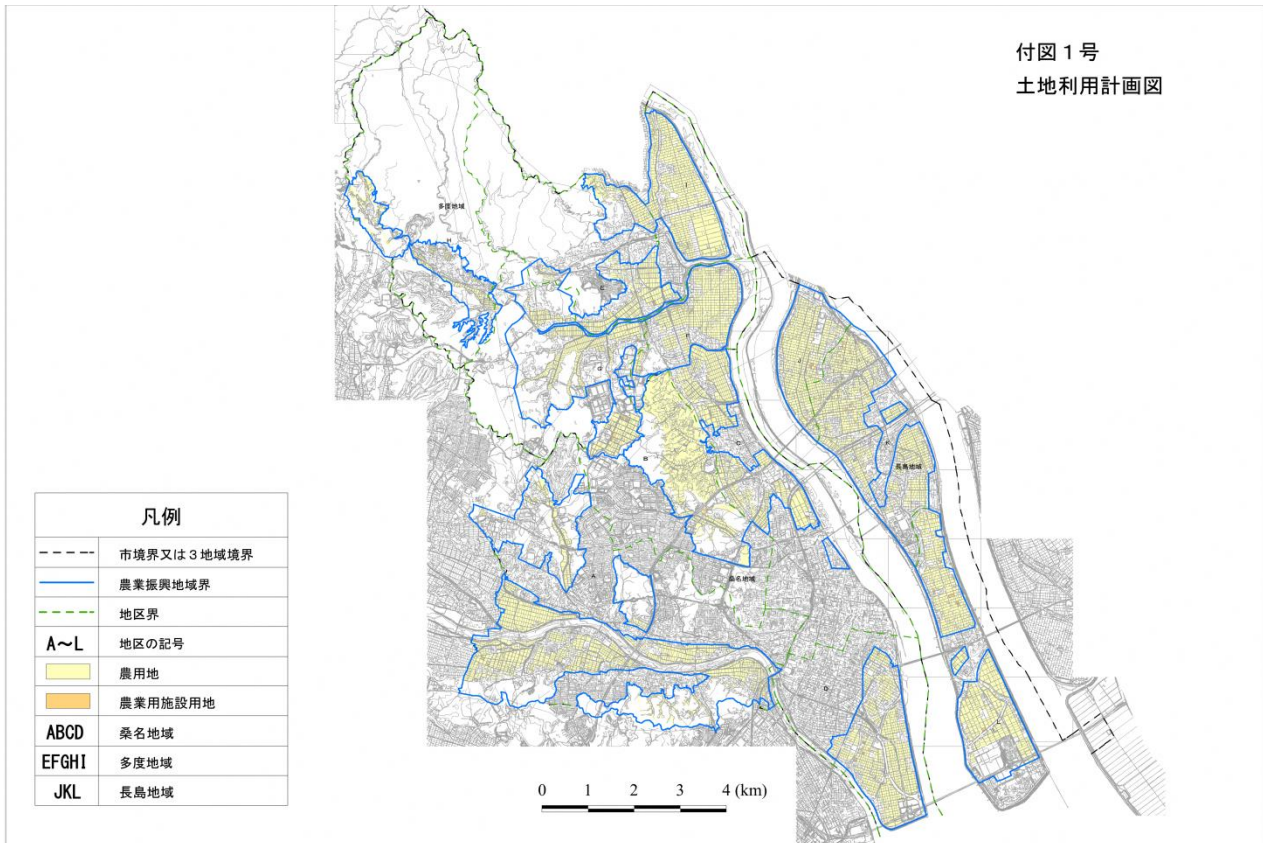 付図１号
土地利用計画図
多度地域
I
H
E
F
G
J
C
B
K
長島地域
A
桑名地域
D
L
凡例
市境界又は３地域境界
農業振興地域界
地区界
A～L 地区の記号
農用地
農業用施設用地
ABCD 桑名地域
EFGHI 多度地域
JKL 長島地域
0 1 2 3 4 (km)